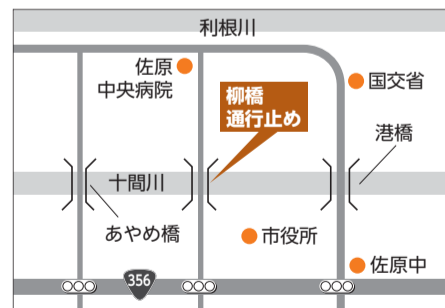 利根川
佐原
中央病院
国交省
柳橋
通行止め
港橋
十間川
あやめ橋
市役所
佐原中
356